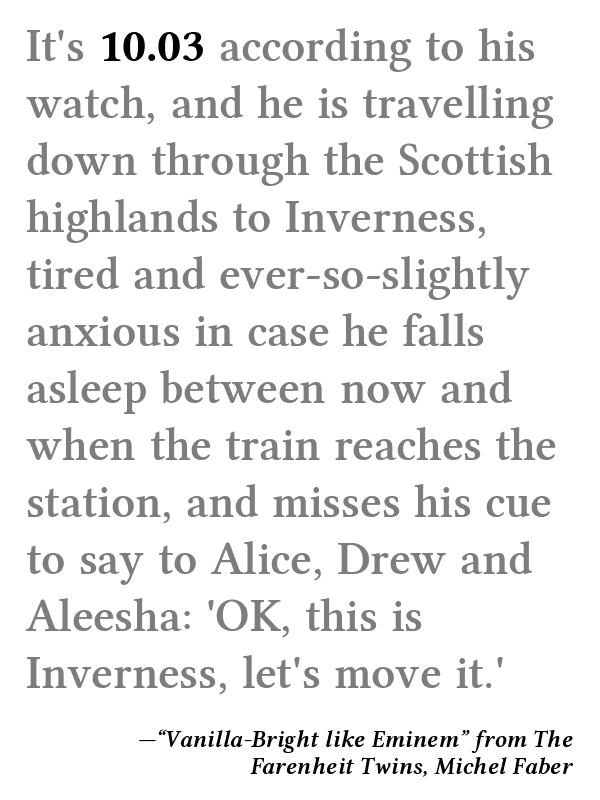 It's 10.03 according to his
watch, and he is travelling
down through the Scottish
highlands to Inverness,
tired and ever-so-slightly
anxious in case he falls
asleep between now and
when the train reaches the
station, and misses his cue
to say to Alice, Drew and
Aleesha: 'OK, this is
Inverness, let's move it.'
—“Vanilla-Bright like Eminem” from The
Farenheit Twins, Michel Faber